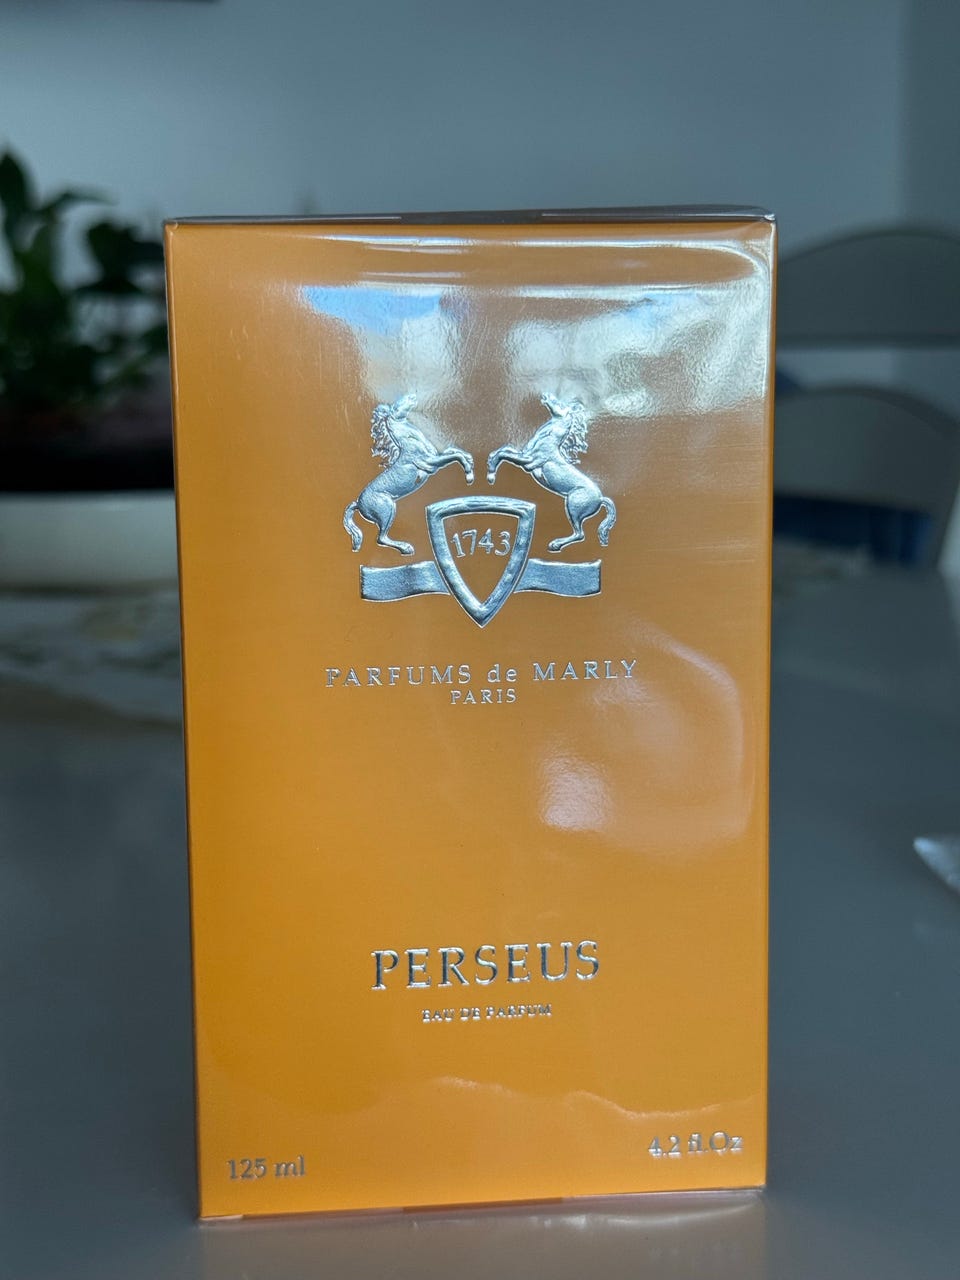 1743
PARFUMS de MARLY
PARIS
PERSEUS
EAU DE PARFUM
125 ml
4.2 fl.Oz